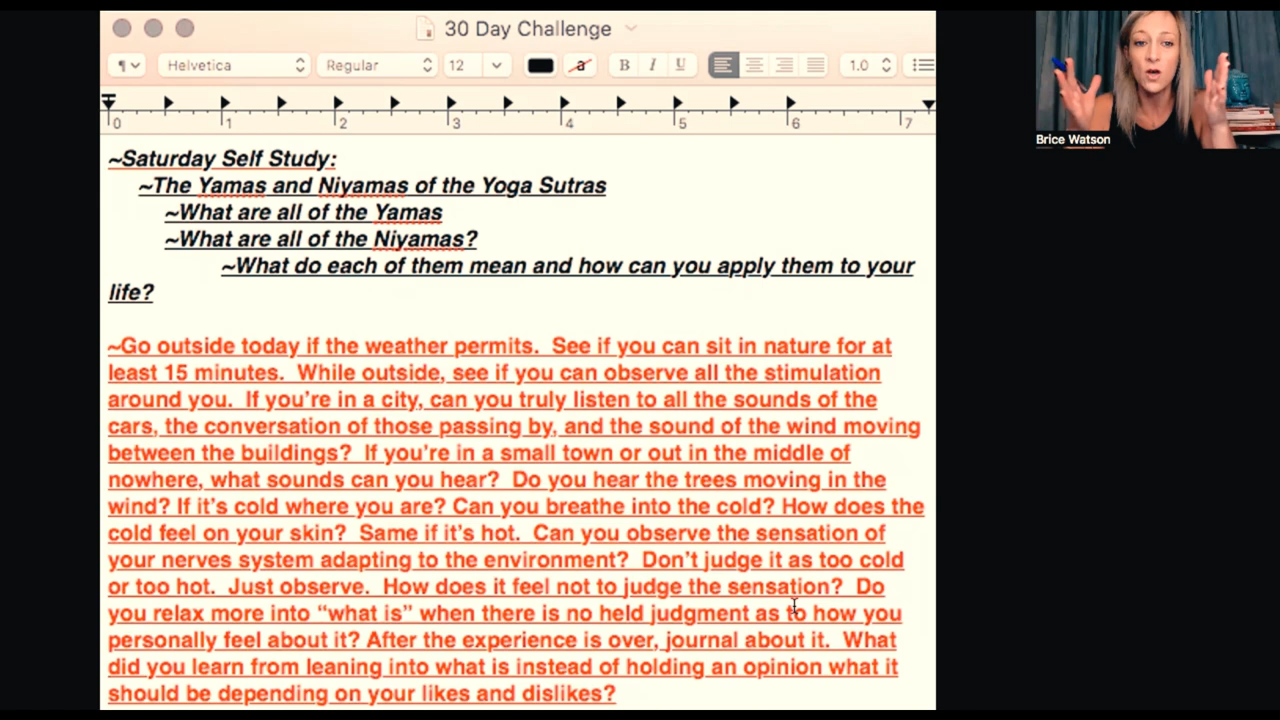 30 Day Challenge
Helvetica Regular 12 a B I U 1.0
0 1 2 3 4 5 6 7
~Saturday Self Study:
~The Yamas and Niyamas of the Yoga Sutras
~What are all of the Yamas
~What are all of the Niyamas?
~What do each of them mean and how can you apply them to your
life?
~Go outside today if the weather permits.  See if you can sit in nature for at
least 15 minutes.  While outside, see if you can observe all the stimulation
around you.  If you’re in a city, can you truly listen to all the sounds of the
cars, the conversation of those passing by, and the sound of the wind moving
between the buildings?  If you’re in a small town or out in the middle of
nowhere, what sounds can you hear?  Do you hear the trees moving in the
wind? If it’s cold where you are? Can you breathe into the cold? How does the
cold feel on your skin?  Same if it’s hot.  Can you observe the sensation of
your nerves system adapting to the environment?  Don’t judge it as too cold
or too hot.  Just observe.  How does it feel not to judge the sensation?  Do
you relax more into “what is” when there is no held judgment as to how you
personally feel about it? After the experience is over, journal about it.  What
did you learn from leaning into what is instead of holding an opinion what it
should be depending on your likes and dislikes?
Brice Watson